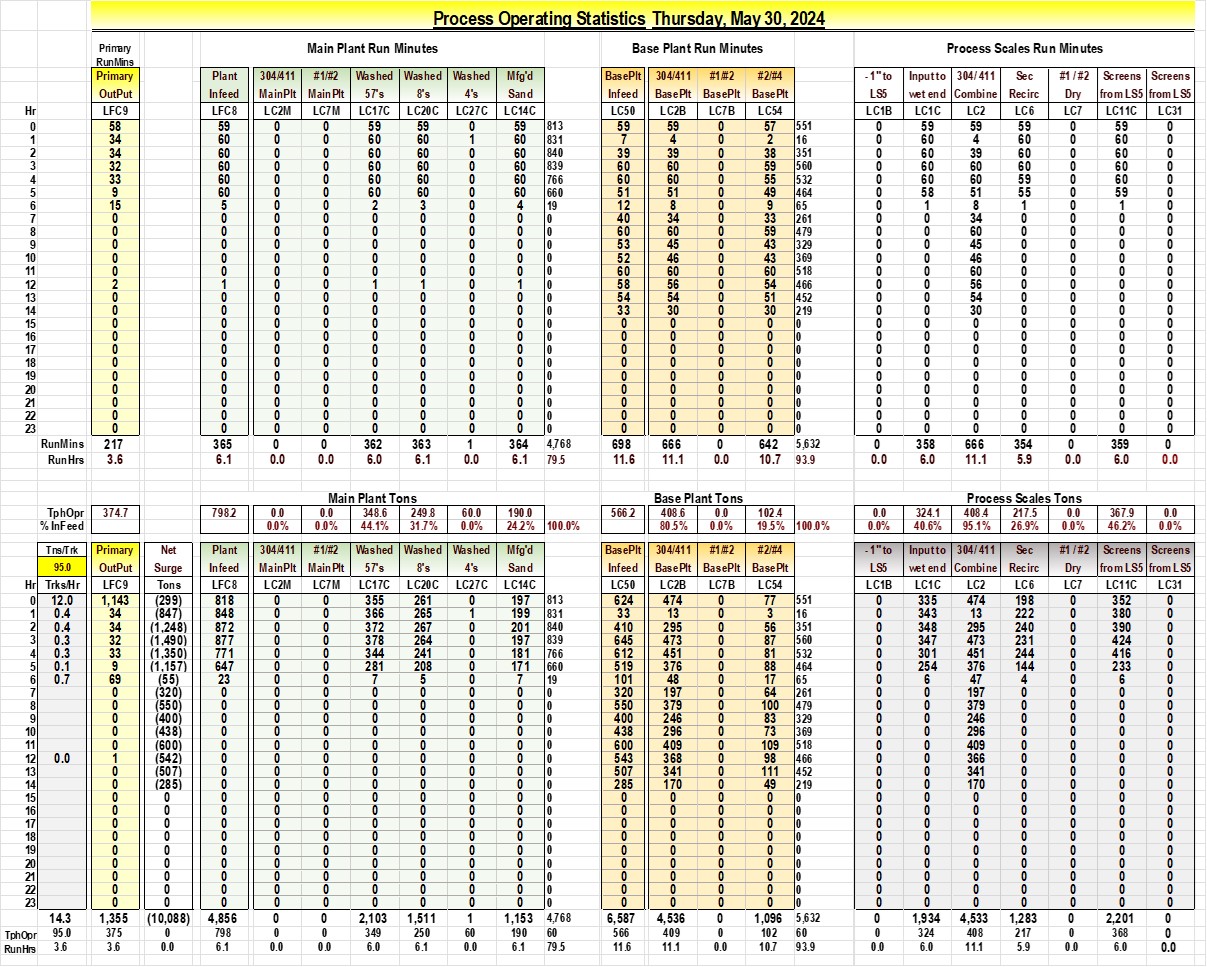 Process Operating Statistics Thursday, May 30, 2024
Primary RunMins Main Plant Run Minutes Base Plant Run Minutes Process Scales Run Minutes
Primary Plant 304/411 #1/#2 Washed Washed Washed Mfg'd BasePlt 304/411 #1/#2 #2/#4 - 1" to Input to 304/ 411 Sec #1 / #2 Screens Screens
OutPut Infeed MainPlt Main Plt 57's 8's 4's Sand Infeed BasePlt BasePlt BasePlt LS5 wet end Combine Recirc Dry from LS5 from LS5
Hr LFC9 LFC8 LC2M LC7M LC17C LC20C LC27C LC14C LC50 LC2B LC7B LC54 LC1B LC1C LC2 LC6 LC7 LC11C LC31
0 58 59 0 0 59 59 0 59 813 59 59 0 57 551 0 59 59 59 0 59 0
1 34 60 0 0 60 60 1 60 831 7 4 0 2 16 0 60 4 60 0 60 0
2 34 60 0 0 60 60 0 60 840 39 39 0 38 351 0 60 39 60 0 60 0
3 32 60 0 0 60 60 0 60 839 60 60 0 59 560 0 60 60 60 0 60 0
4 33 60 0 0 60 60 0 60 766 60 60 0 55 532 0 60 60 59 0 60 0
5 9 60 0 0 60 60 0 60 660 51 51 0 49 464 0 58 51 55 0 59 0
6 15 5 0 0 2 3 0 4 19 12 8 0 9 65 0 1 8 1 0 1 0
7 0 0 0 0 0 0 0 0 0 40 34 0 33 261 0 0 34 0 0 0 0
8 0 0 0 0 0 0 0 0 0 60 60 0 59 479 0 0 60 0 0 0 0
9 0 0 0 0 0 0 0 0 0 53 45 0 43 329 0 0 45 0 0 0 0
10 0 0 0 0 0 0 0 0 0 52 46 0 43 369 0 0 46 0 0 0 0
11 0 0 0 0 0 0 0 0 0 60 60 0 60 518 0 0 60 0 0 0 0
12 2 1 0 0 1 1 0 1 0 58 56 0 54 466 0 0 56 0 0 0 0
13 0 0 0 0 0 0 0 0 0 54 54 0 51 452 0 0 54 0 0 0 0
14 0 0 0 0 0 0 0 0 0 33 30 0 30 219 0 0 30 0 0 0 0
15 0 0 0 0 0 0 0 0 0 0 0 0 0 0 0 0 0 0 0 0 0
16 0 0 0 0 0 0 0 0 0 0 0 0 0 0 0 0 0 0 0 0 0
17 0 0 0 0 0 0 0 0 0 0 0 0 0 0 0 0 0 0 0 0 0
18 0 0 0 0 0 0 0 0 0 0 0 0 0 0 0 0 0 0 0 0 0
19 0 0 0 0 0 0 0 0 0 0 0 0 0 0 0 0 0 0 0 0 0
20 0 0 0 0 0 0 0 0 0 0 0 0 0 0 0 0 0 0 0 0 0
21 0 0 0 0 0 0 0 0 0 0 0 0 0 0 0 0 0 0 0 0 0
22 0 0 0 0 0 0 0 0 0 0 0 0 0 0 0 0 0 0 0 0 0
23 0 0 0 0 0 0 0 0 0 0 0 0 0 0 0 0 0 0 0 0 0
RunMins 217 365 0 0 362 363 1 364 4,768 698 666 0 642 5,632 0 358 666 354 0 359 0
Run Hrs 3.6 6.1 0.0 0.0 6.0 6.1 0.0 6.1 79.5 11.6 11.1 0.0 10.7 93.9 0.0 6.0 11.1 5.9 0.0 6.0 0.0
Main Plant Tons Base Plant Tons Process Scales Tons
TphOpr 374.7 798.2 0.0 0.0 348.6 249.8 60.0 190.0 566.2 408.6 0.0 102.4 0.0 324.1 408.4 217.5 0.0 367.9 0.0
% InFeed 0.0% 0.0% 44.1% 31.7% 0.0% 24.2% 100.0% 80.5% 0.0% 19.5% 100.0% 0.0% 40.6% 95.1% 26.9% 0.0% 46.2% 0.0%
Tns/Trk Primary Net Plant 304/411 #1/#2 Washed Washed Washed Mfg'd BasePlt 304/411 #1/#2 #2/#4 - 1" to Input to 304/ 411 Sec #1 / #2 Screens Screens
95.0 OutPut Surge Infeed MainPlt Main Plt 57's 8's 4's Sand Infeed BasePlt BasePlt BasePlt LS5 wet end Combine Recirc Dry from LS5 from LS5
Hr Trks/Hr LFC9 Tons LFC8 LC2M LC7M LC17C LC20C LC27C LC14C LC50 LC2B LC7B LC54 LC1B LC1C LC2 LC6 LC7 LC11C LC31
0 12.0 1,143 (299) 818 0 0 355 261 0 197 813 624 474 0 77 551 0 335 474 198 0 352 0
1 0.4 34 (847) 848 0 0 366 265 1 199 831 33 13 0 3 16 0 343 13 222 0 380 0
2 0.4 34 (1,248) 872 0 0 372 267 0 201 840 410 295 0 56 351 0 348 295 240 0 390 0
3 0.3 32 (1,490) 877 0 0 378 264 0 197 839 645 473 0 87 560 0 347 473 231 0 424 0
4 0.3 33 (1,350) 771 0 0 344 241 0 181 766 612 451 0 81 532 0 301 451 244 0 416 0
5 0.1 9 (1,157) 647 0 0 281 208 0 171 660 519 376 0 88 464 0 254 376 144 0 233 0
6 0.7 69 (55) 23 0 0 7 5 0 7 19 101 48 0 17 65 0 6 47 4 0 6 0
7 0 (320) 0 0 0 0 0 0 0 0 320 197 0 64 261 0 0 197 0 0 0 0
8 0 (550) 0 0 0 0 0 0 0 0 550 379 0 100 479 0 0 379 0 0 0 0
9 0 (400) 0 0 0 0 0 0 0 0 400 246 0 83 329 0 0 246 0 0 0 0
10 0 (438) 0 0 0 0 0 0 0 0 438 296 0 73 369 0 0 296 0 0 0 0
11 0 (600) 0 0 0 0 0 0 0 0 600 409 0 109 518 0 0 409 0 0 0 0
12 0.0 1 (542) 0 0 0 0 0 0 0 0 543 368 0 98 466 0 0 366 0 0 0 0
13 0 (507) 0 0 0 0 0 0 0 0 507 341 0 111 452 0 0 341 0 0 0 0
14 0 (285) 0 0 0 0 0 0 0 0 285 170 0 49 219 0 0 170 0 0 0 0
15 0 0 0 0 0 0 0 0 0 0 0 0 0 0 0 0 0 0 0 0 0 0
16 0 0 0 0 0 0 0 0 0 0 0 0 0 0 0 0 0 0 0 0 0 0
17 0 0 0 0 0 0 0 0 0 0 0 0 0 0 0 0 0 0 0 0 0 0
18 0 0 0 0 0 0 0 0 0 0 0 0 0 0 0 0 0 0 0 0 0 0
19 0 0 0 0 0 0 0 0 0 0 0 0 0 0 0 0 0 0 0 0 0 0
20 0 0 0 0 0 0 0 0 0 0 0 0 0 0 0 0 0 0 0 0 0 0
21 0 0 0 0 0 0 0 0 0 0 0 0 0 0 0 0 0 0 0 0 0 0
22 0 0 0 0 0 0 0 0 0 0 0 0 0 0 0 0 0 0 0 0 0 0
23 0 0 0 0 0 0 0 0 0 0 0 0 0 0 0 0 0 0 0 0 0 0
14.3 1,355 (10,088) 4,856 0 0 2,103 1,511 1 1,153 4,768 6,587 4,536 0 1,096 5,632 0 1,934 4,533 1,283 0 2,201 0
TphOpr 95.0 375 0 798 0 0 349 250 60 190 60 566 409 0 102 60 0 324 408 217 0 368 0
RunHrs 3.6 3.6 0.0 6.1 0.0 0.0 6.0 6.1 0.0 6.1 79.5 11.6 11.1 0.0 10.7 93.9 0.0 6.0 11.1 5.9 0.0 6.0 0.0